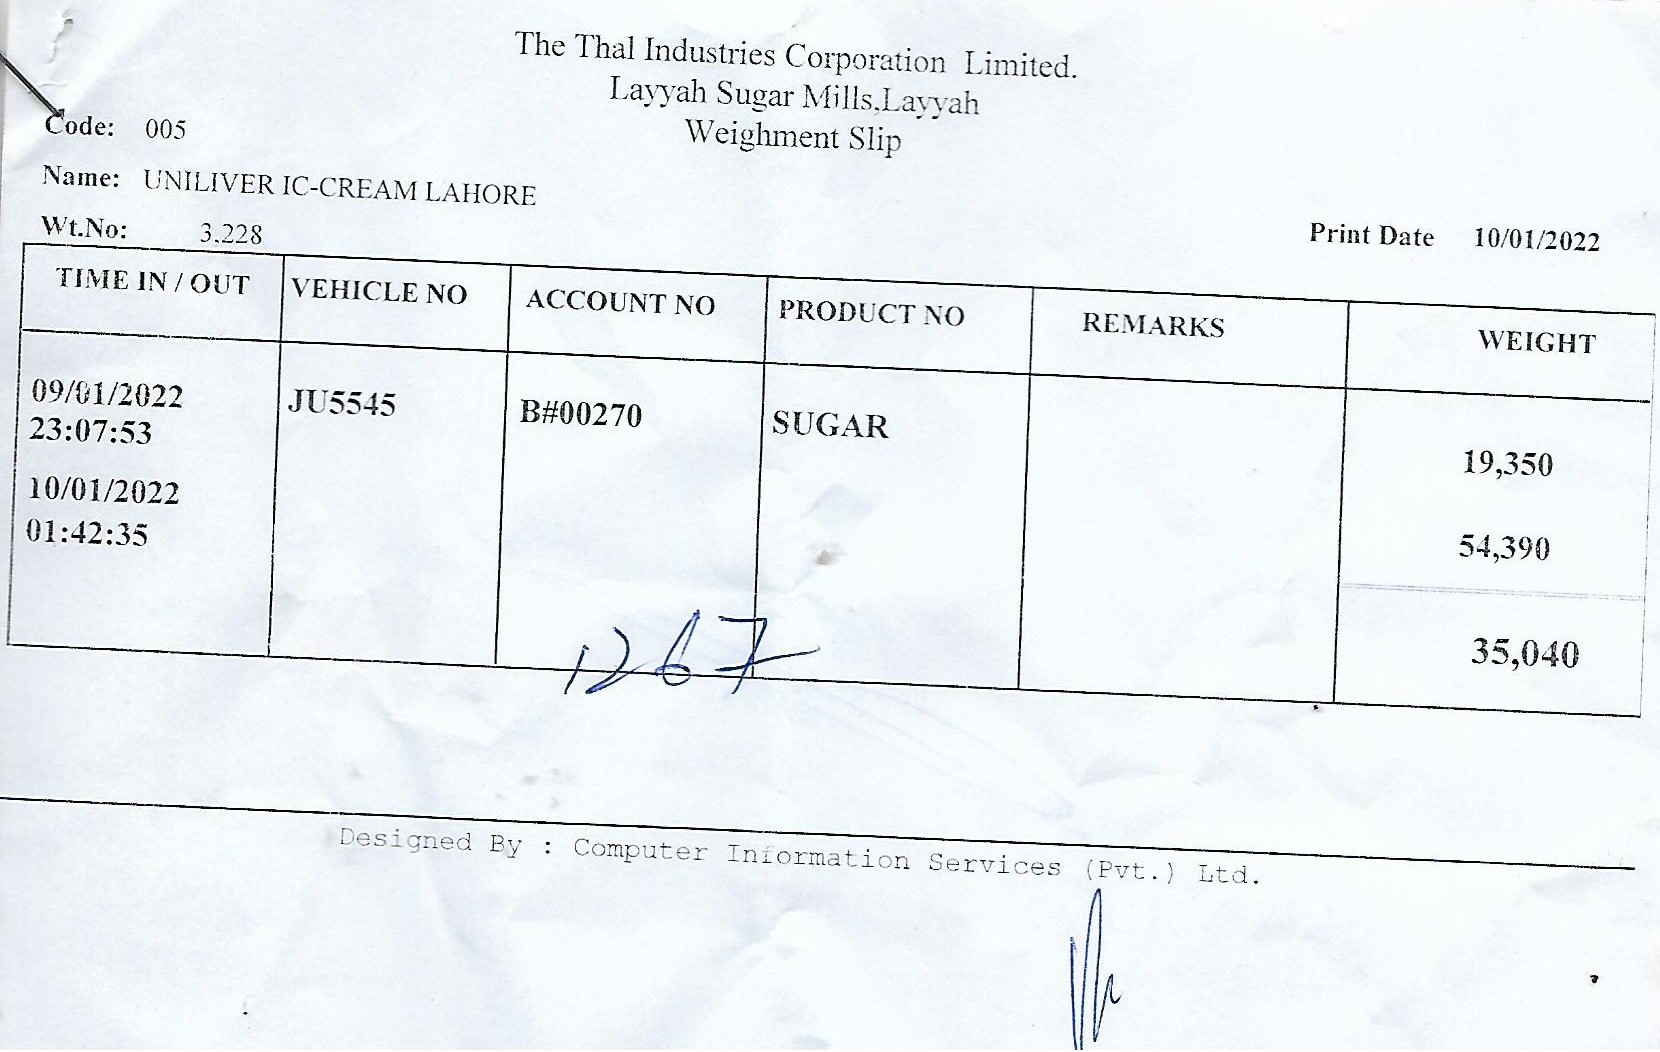 The Thal Industries Corporation Limited.
Layyah Sugar Mills,Layyah
Weighment Slip
Code: 005
Name: UNILIVER IC-CREAM LAHORE
Wt.No: 3,228
Print Date 10/01/2022
TIME IN / OUT VEHICLE NO ACCOUNT NO PRODUCT NO REMARKS WEIGHT
09/01/2022 JU5545 B#00270 SUGAR
23:07:53 19,350
10/01/2022
01:42:35 54,390
35,040
1267
Designed By : Computer Information Services (Pvt.) Ltd.